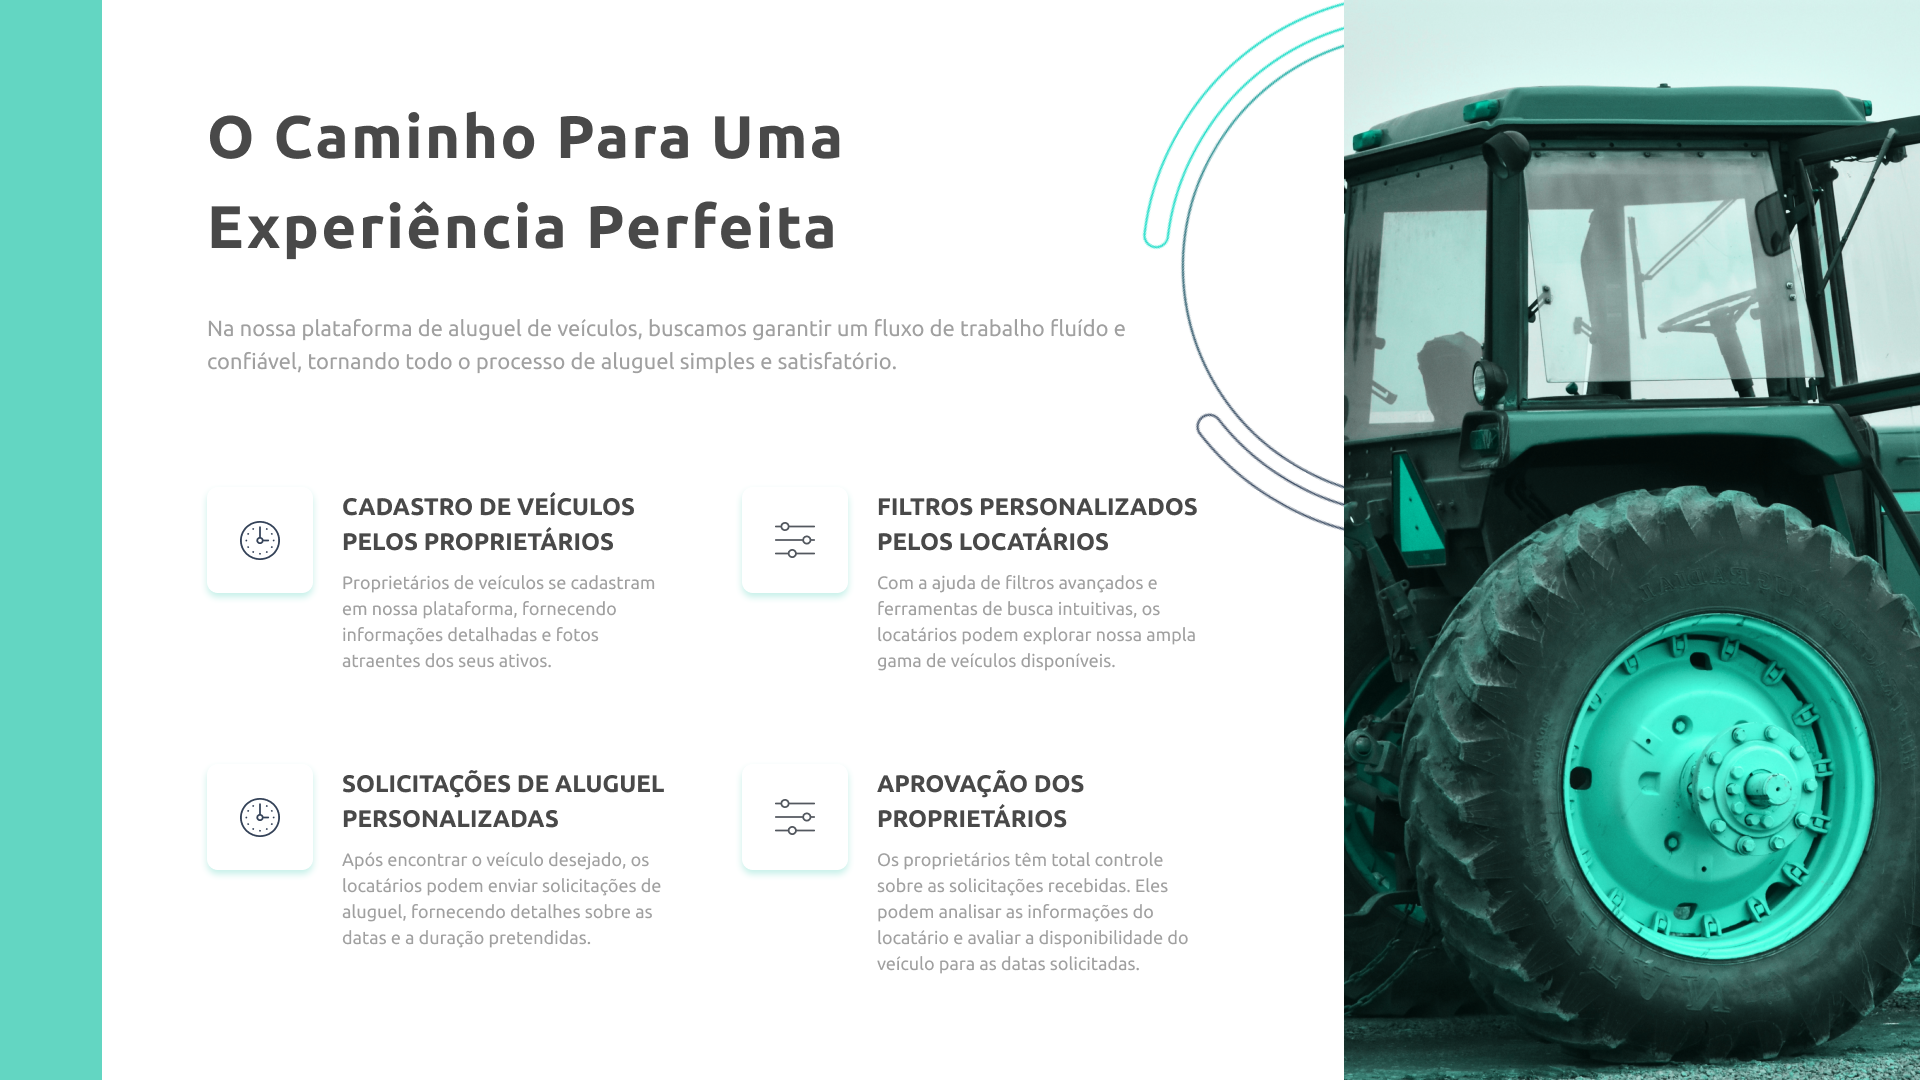 O Caminho Para Uma
Experiência Perfeita
Na nossa plataforma de aluguel de veículos, buscamos garantir um fluxo de trabalho fluído e
confiável, tornando todo o processo de aluguel simples e satisfatório.
CADASTRO DE VEÍCULOS
PELOS PROPRIETÁRIOS
Proprietários de veículos se cadastram
em nossa plataforma, fornecendo
informações detalhadas e fotos
atraentes dos seus ativos.
FILTROS PERSONALIZADOS
PELOS LOCATÁRIOS
Com a ajuda de filtros avançados e
ferramentas de busca intuitivas, os
locatários podem explorar nossa ampla
gama de veículos disponíveis.
SOLICITAÇÕES DE ALUGUEL
PERSONALIZADAS
Após encontrar o veículo desejado, os
locatários podem enviar solicitações de
aluguel, fornecendo detalhes sobre as
datas e a duração pretendidas.
APROVAÇÃO DOS
PROPRIETÁRIOS
Os proprietários têm total controle
sobre as solicitações recebidas. Eles
podem analisar as informações do
locatário e avaliar a disponibilidade do
veículo para as datas solicitadas.